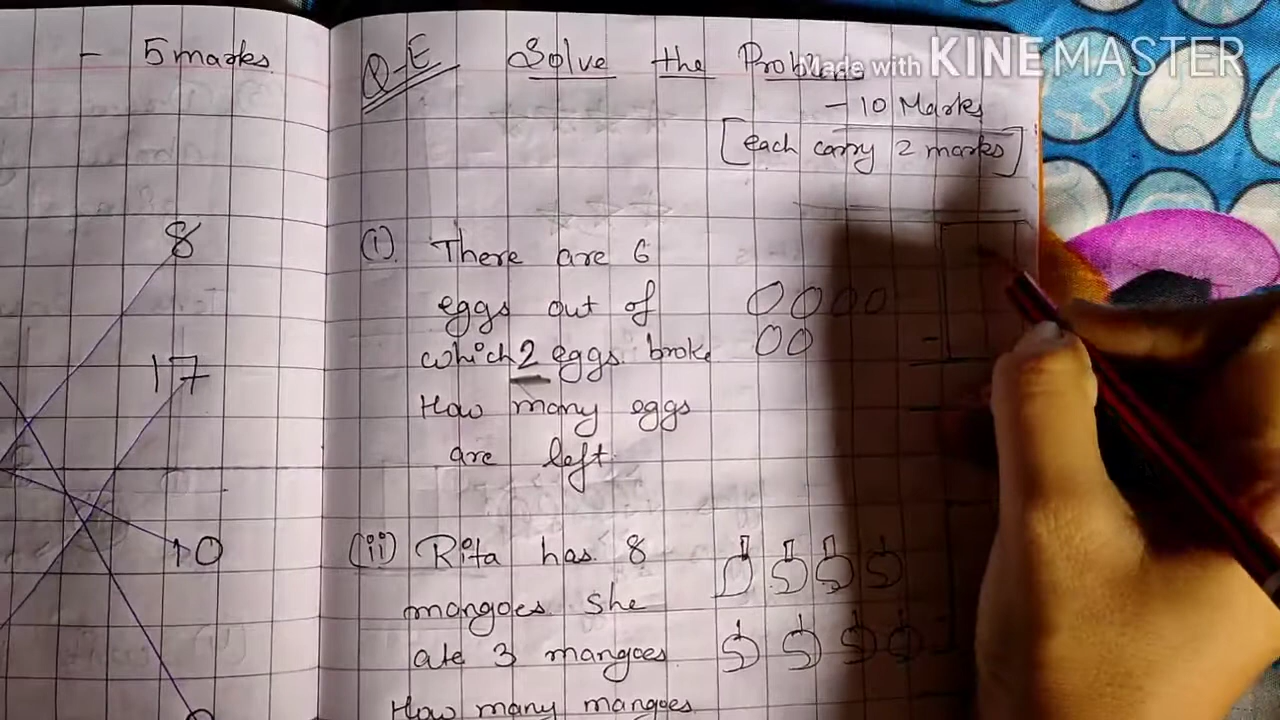 - 5 marks
8
17
10
Q-E Solve the Problems
Made with KINEMASTER
- 10 Marks
[each carry 2 marks]
(i). There are 6
eggs out of
which 2 eggs broke
How many eggs
are left.
(ii) Rita has 8
mangoes she
ate 3 mangoes.
How many mangoes